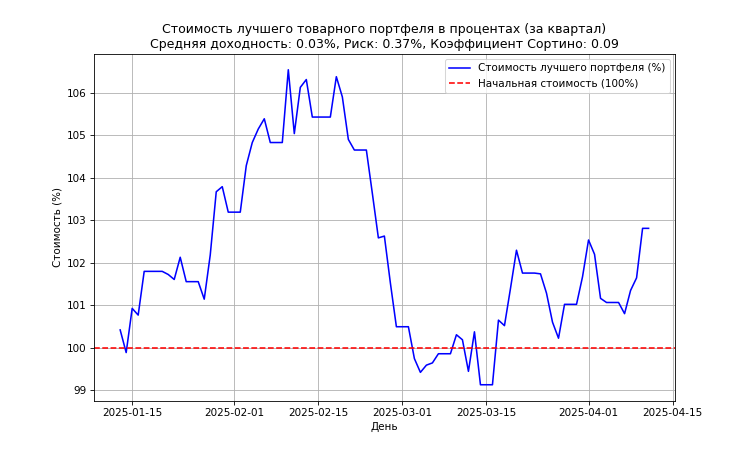 Стоимость лучшего товарного портфеля в процентах (за квартал)
Средняя доходность: 0.03%, Риск: 0.37%, Коэффициент Сортино: 0.09
Стоимость лучшего портфеля (%)
Начальная стоимость (100%)
Стоимость (%)
106
105
104
103
102
101
100
99
2025-01-15
2025-02-01
2025-02-15
2025-03-01
2025-03-15
2025-04-01
2025-04-15
День